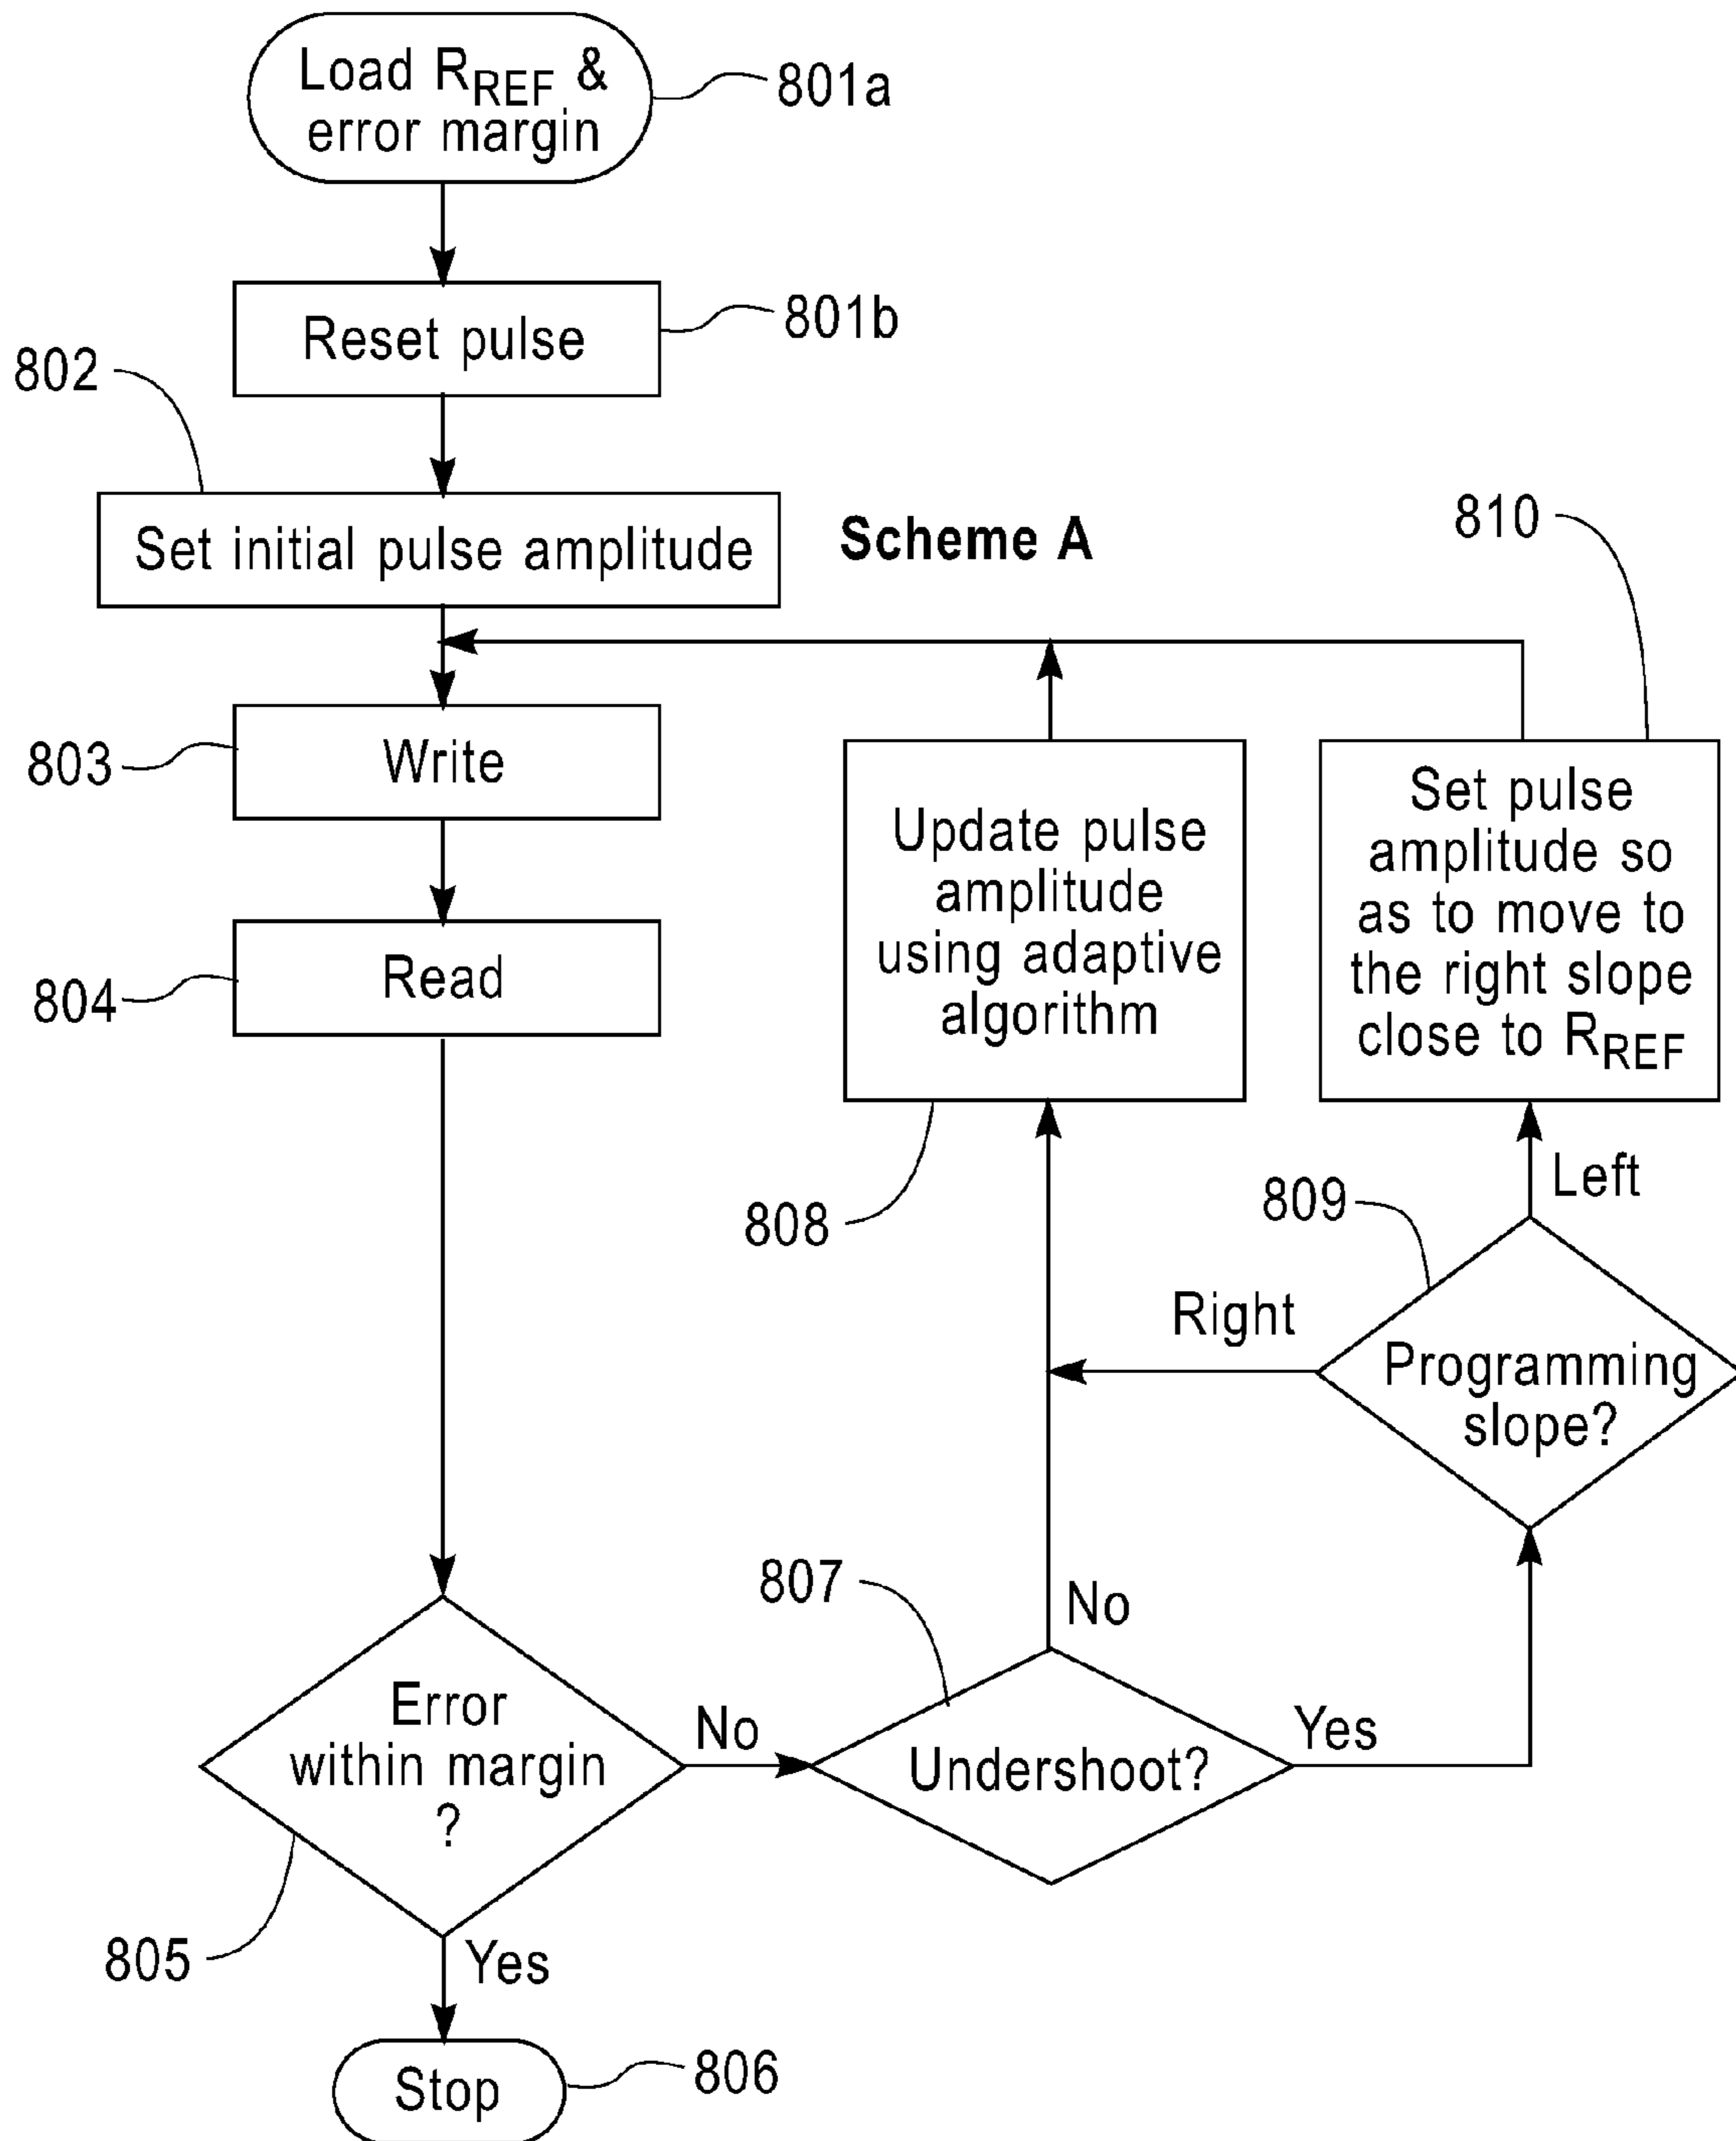 Load R_REF &
error margin
801a
Reset pulse
801b
802
Set initial pulse amplitude
Scheme A
810
803
Write
804
Read
Update pulse
amplitude
using adaptive
algorithm
808
Set pulse
amplitude so
as to move to
the right slope
close to R_REF
Left
809
Right
Programming
slope?
807
No
Error
within margin
?
No
Undershoot?
Yes
805
Yes
Stop
806